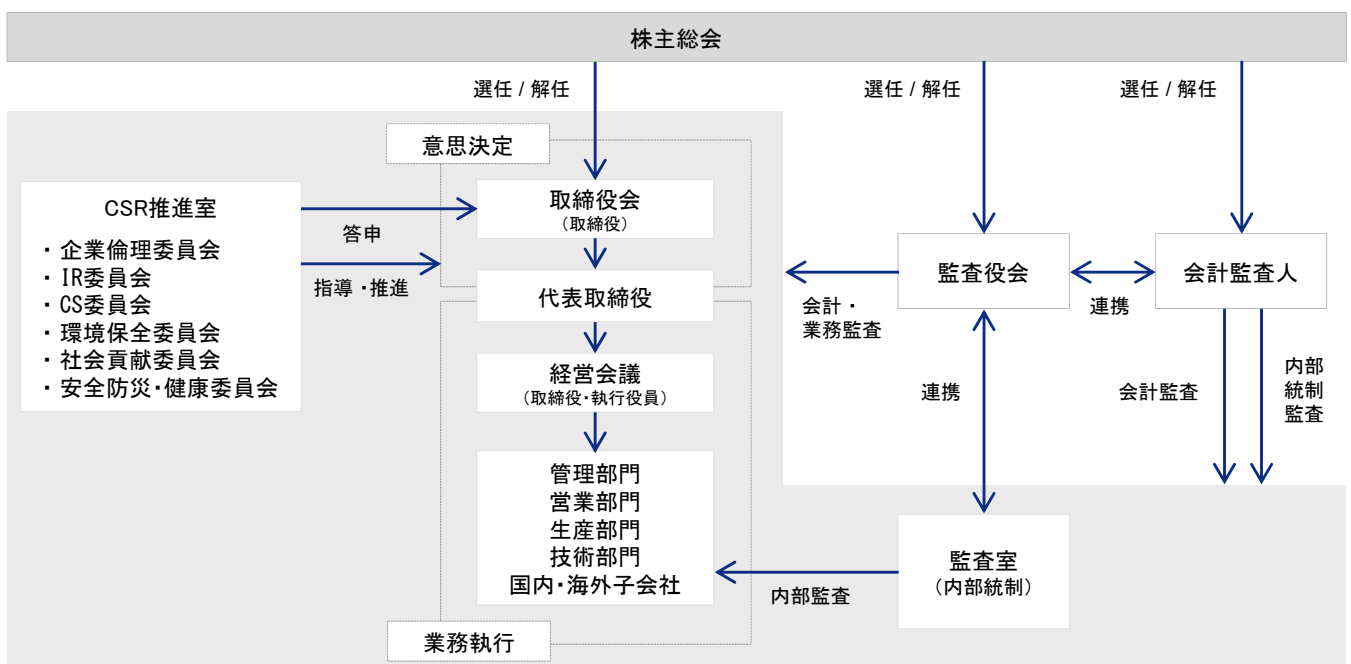 株主総会
選任 / 解任
選任 / 解任
選任 / 解任
意思決定
CSR推進室
・ 企業倫理委員会
・ IR委員会
・ CS委員会
・ 環境保全委員会
・ 社会貢献委員会
・ 安全防災・健康委員会
答申
指導・推進
取締役会
（取締役）
代表取締役
経営会議
（取締役・執行役員）
管理部門
営業部門
生産部門
技術部門
国内・海外子会社
業務執行
監査役会
会計・
業務監査
連携
会計監査人
連携
会計監査
内部
統制
監査
監査室
（内部統制）
内部監査